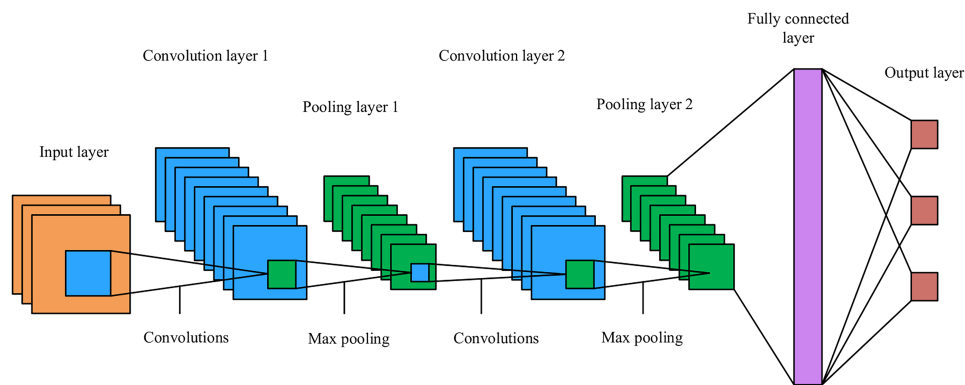 Fully connected
layer
Convolution layer 1
Convolution layer 2
Output layer
Pooling layer 1
Pooling layer 2
Input layer
Convolutions
Max pooling
Convolutions
Max pooling